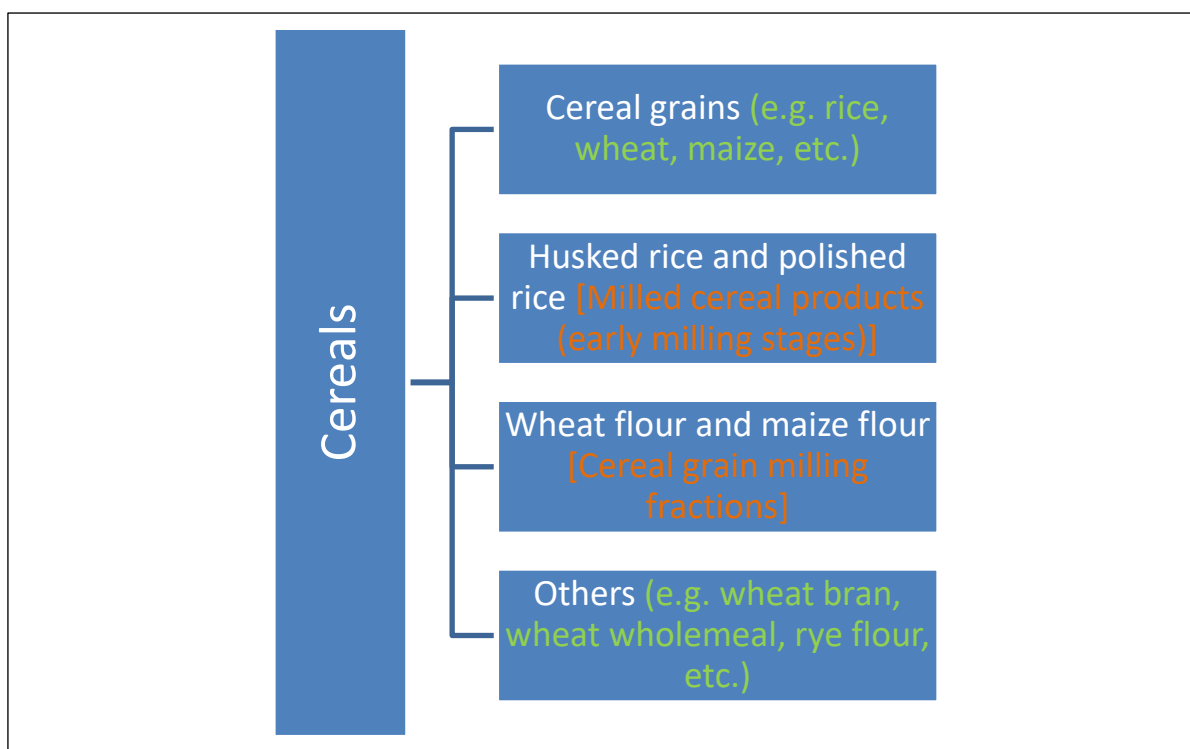 Cereals
Cereal grains (e.g. rice,
wheat, maize, etc.)
Husked rice and polished
rice [Milled cereal products
(early milling stages)]
Wheat flour and maize flour
[Cereal grain milling
fractions]
Others (e.g. wheat bran,
wheat wholemeal, rye flour,
etc.)